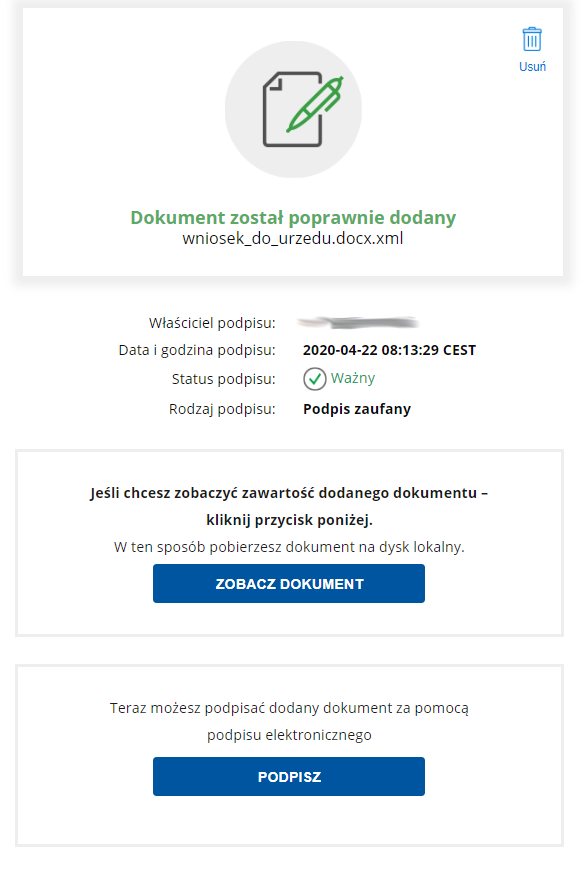 Usuń
Dokument został poprawnie dodany
wniosek_do_urzedu.docx.xml
Właściciel podpisu:
Data i godzina podpisu: 2020-04-22 08:13:29 CEST
Status podpisu: Ważny
Rodzaj podpisu: Podpis zaufany
Jeśli chcesz zobaczyć zawartość dodanego dokumentu –
kliknij przycisk poniżej.
W ten sposób pobierzesz dokument na dysk lokalny.
ZOBACZ DOKUMENT
Teraz możesz podpisać dodany dokument za pomocą
podpisu elektronicznego
PODPISZ